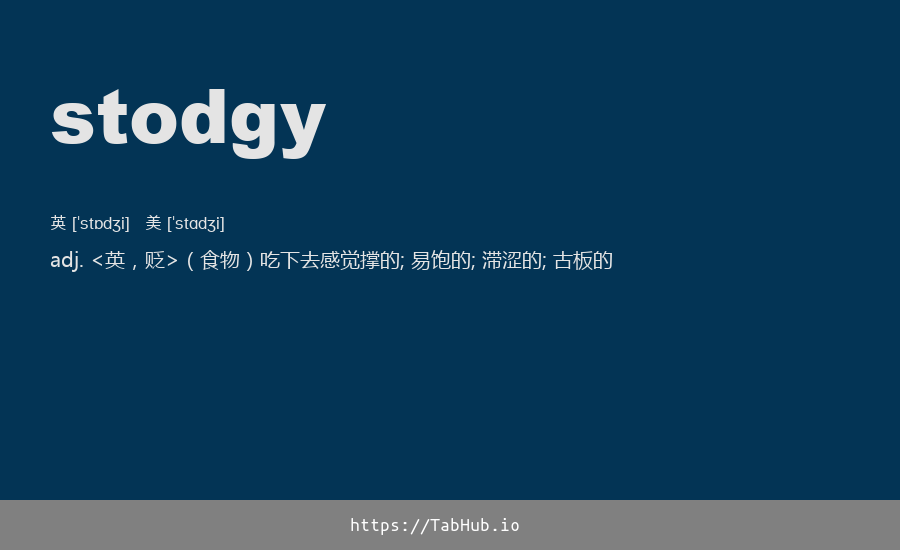 stodgy
英 [ˈstɒdʒi] 美 [ˈstɑdʒi]
adj. <英，贬>（食物）吃下去感觉撑的; 易饱的; 滞涩的; 古板的
https://TabHub.io